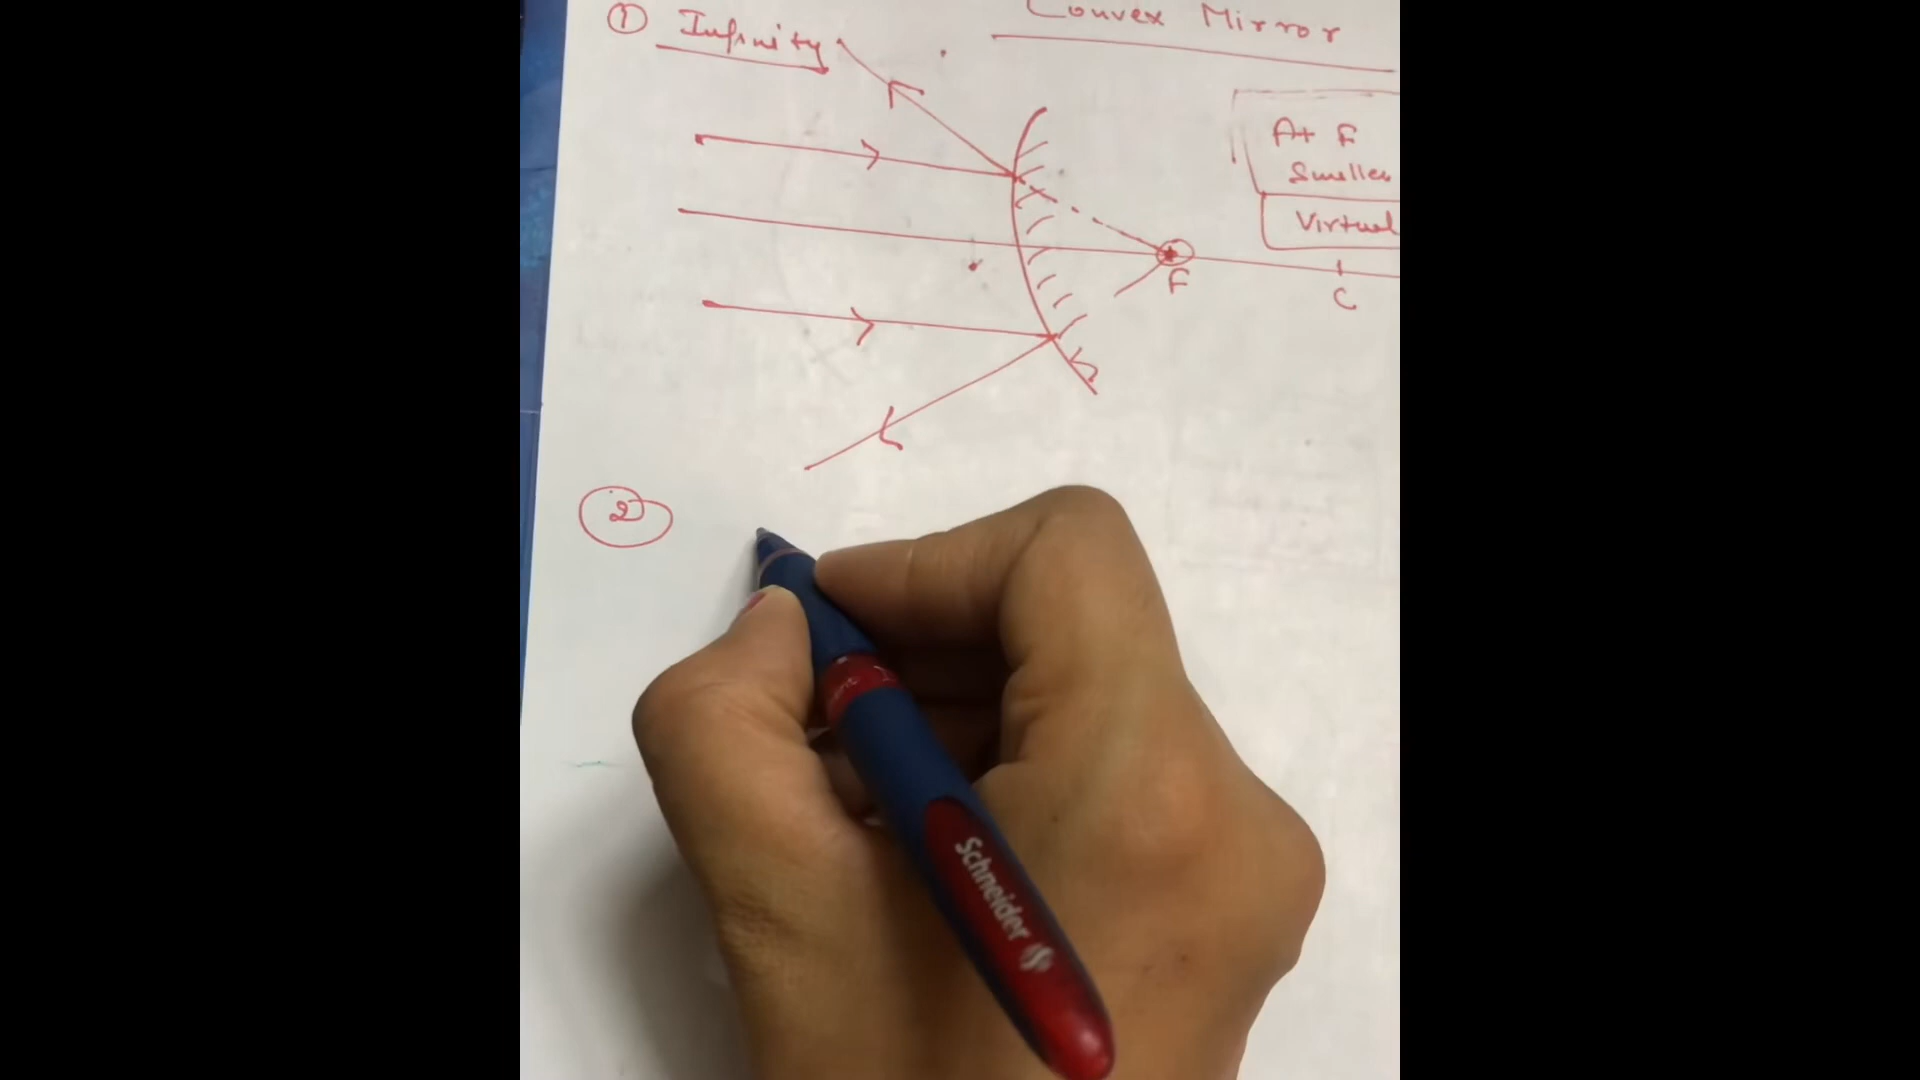 Convex Mirror
① Infinity
At F
Smaller
Virtual
F
C
②
Schneider